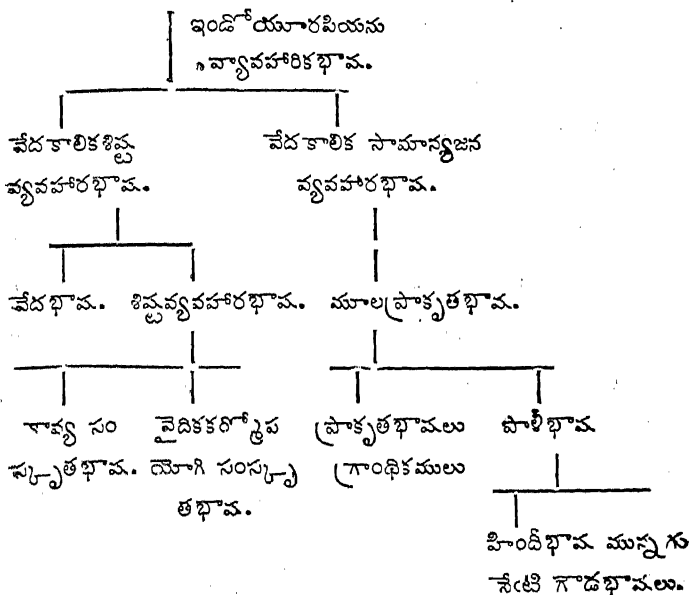 ఇండోయూరపియను
వ్యావహారికభాష.
వేదకాలికశిష్ట
వ్యవహారభాష.
వేదకాలిక సామాన్యజన
వ్యవహారభాష.
వేదభాష. శిష్టవ్యవహారభాష. మూలప్రాకృతభాష.
కావ్య సం
స్కృతభాష.
వైదికకర్మోప
యోగి సంస్కృ
తభాష.
ప్రాకృతభాషలు
గ్రాంథికములు
పాళీభాష
హిందీభాష మున్నగు
నేఁటి గౌడభాషలు.